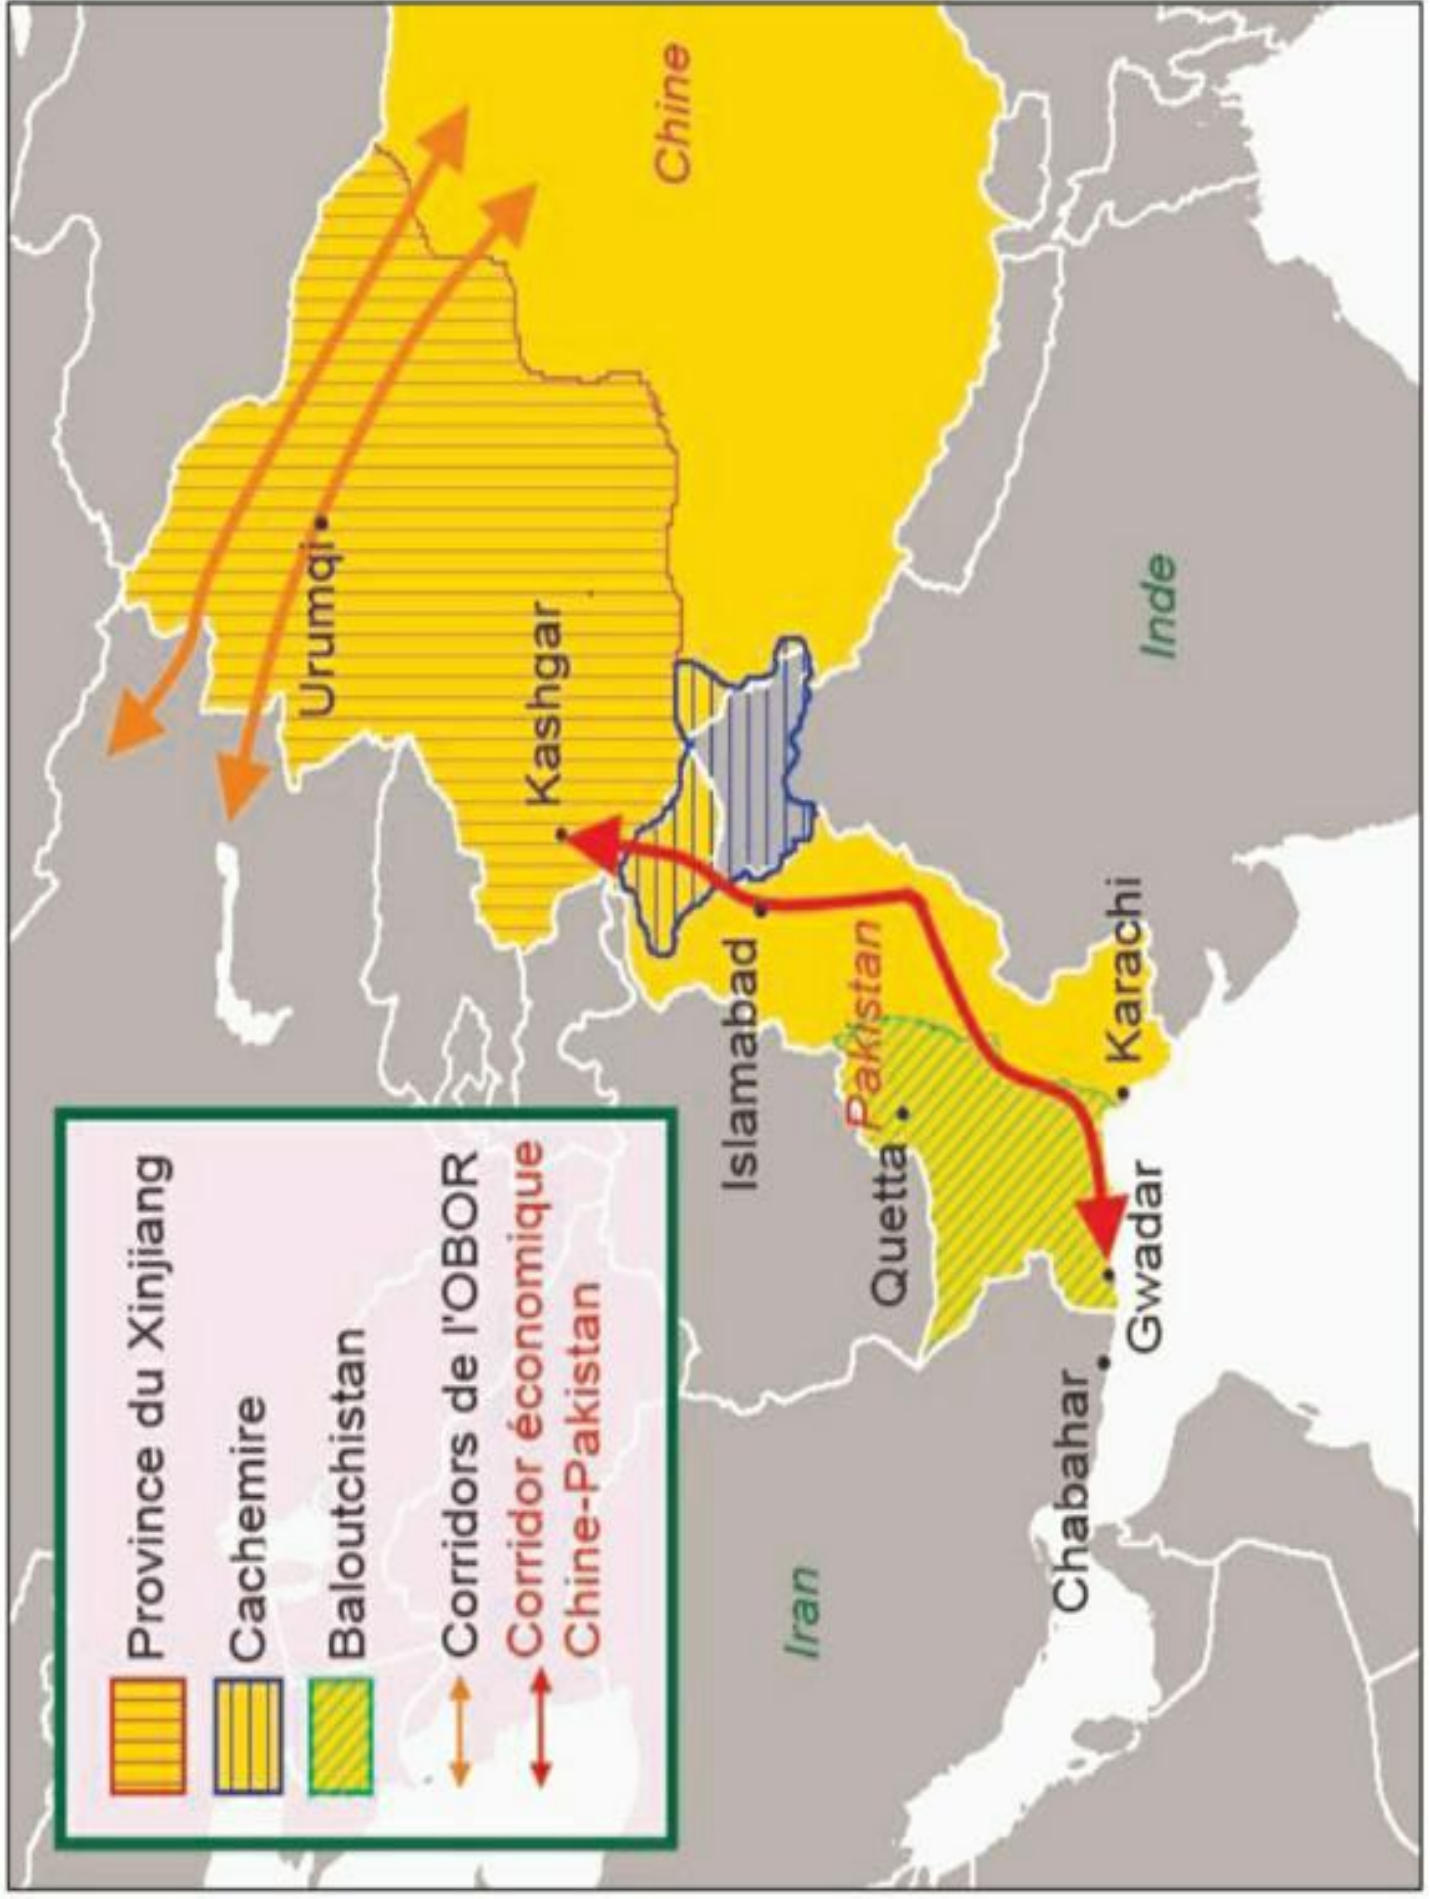 Province du Xinjiang
Cachemire
Baloutchistan
Corridors de l'OBOR
Corridor économique
Chine-Pakistan
Chine
Urumqi
Kashgar
Islamabad
Pakistan
Quetta
Inde
Karachi
Gwadar
Chabahar
Iran